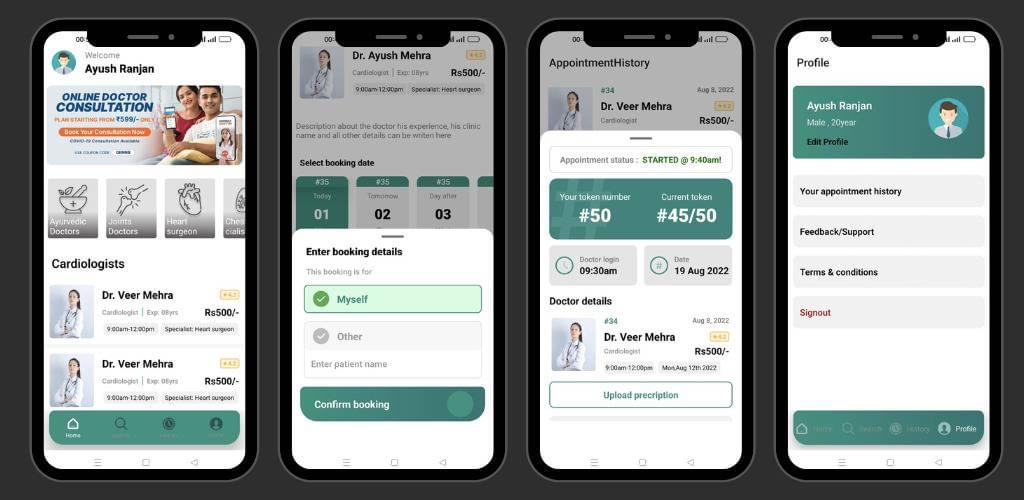 00:
Welcome
Ayush Ranjan
ONLINE DOCTOR
CONSULTATION
PLAN STARTING FROM ₹599/- ONLY
Book Your Consultation Now
COVID-19 Consultation Available
USE COUPON CODE:
Ayurvedic
Doctors
Joints
Doctors
Heart
surgeon
Ches
cialis
Cardiologists
Dr. Veer Mehra
★4.2
Cardiologist | Exp: 08yrs
Rs500/-
9:00am-12:00pm
Specialist: Heart surgeon
Dr. Veer Mehra
★4.2
Cardiologist | Exp: 08yrs
Rs500/-
9:00am-12:00pm
Specialist: Heart surgeon
Home
Search
History
Profile
00:
Dr. Ayush Mehra
★4.2
Cardiologist | Exp: 08yrs
Rs500/-
9:00am-12:00pm
Specialist: Heart surgeon
Description about the doctor his experience, his clinic
name and all other details can be writen here
Select booking date
#35
Today
01
#35
Tomorrow
02
#35
Day after
03
Enter booking details
This booking is for
Myself
Other
Enter patient name
Confirm booking
00:
AppointmentHistory
#34
Aug 8, 2022
Dr. Veer Mehra
★4.2
Cardiologist
Rs500/-
Appointment status : STARTED @ 9:40am!
Your token number
#50
Current token
#45/50
Doctor login
09:30am
#
Date
19 Aug 2022
Doctor details
#34
Aug 8, 2022
Dr. Veer Mehra
★4.2
Cardiologist
Rs500/-
9:00am-12:00pm
Mon,Aug 12th 2022
Upload precription
00:
Profile
Ayush Ranjan
Male , 20year
Edit Profile
Your appointment history
Feedback/Support
Terms & conditions
Signout
Home
Search
History
Profile